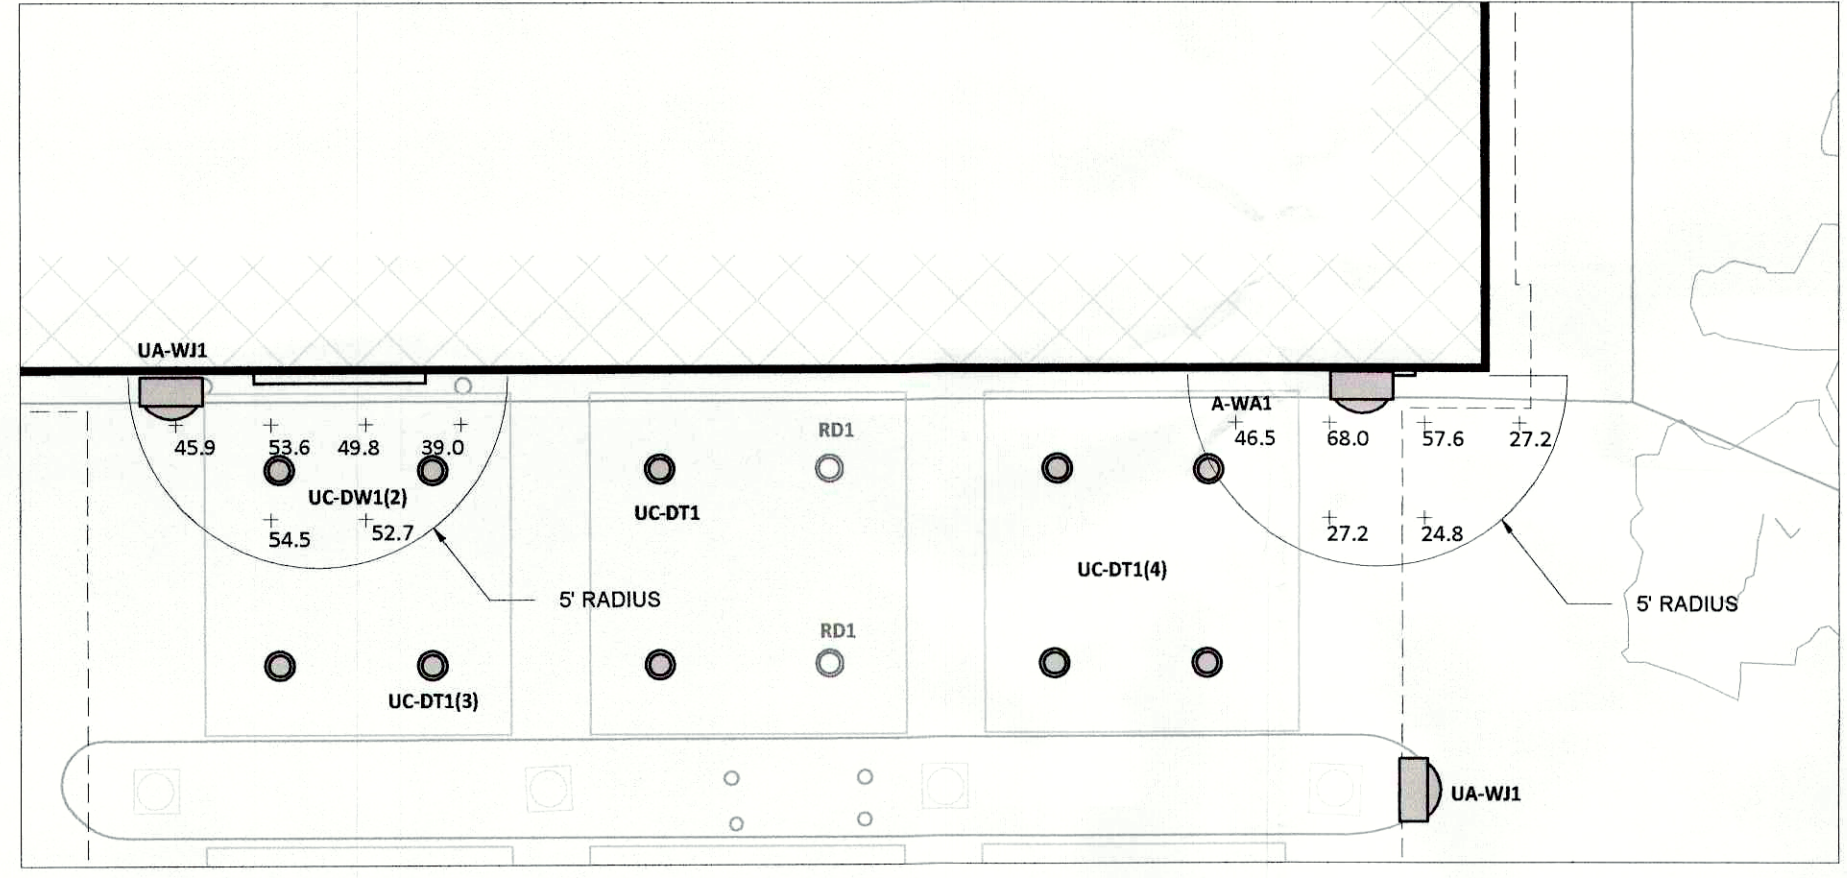 UA-WJ1
A-WA1
RD1
45.9 53.6 49.8 39.0
46.5 68.0 57.6 27.2
UC-DW1(2)
UC-DT1
54.5 52.7
27.2 24.8
UC-DT1(4)
5' RADIUS
5' RADIUS
RD1
UC-DT1(3)
UA-WJ1